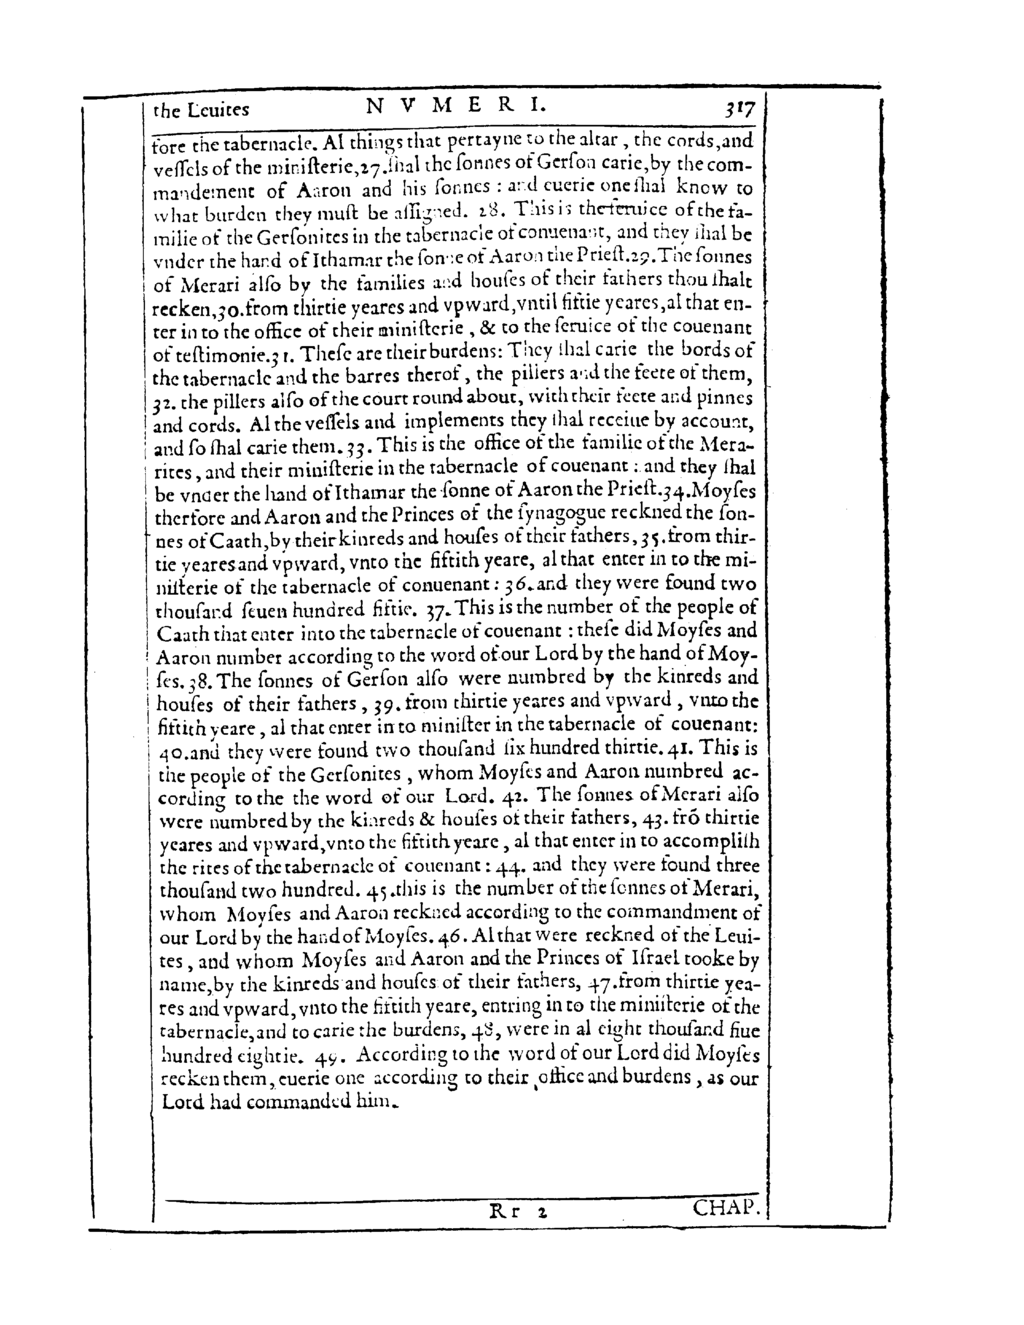 the Leuites N V M E R I. 317
fore the tabernacle. Al things that pertayne to the altar, the cords, and
veſſels of the miniſterie, 27. ſhal the ſonnes of Gerſon carie, by the com-
mandement of Aaron and his ſonnes : and euerie one ſhal know to
what burden they muſt be aſſigned. 28. This is the ſeruice of the fa-
milie of the Gerſonites in the tabernacle of conuenant, and they ſhal be
vnder the hand of Ithamar the ſonne of Aaron the Prieſt. 29. The ſonnes
of Merari alſo by the families and houſes of their fathers thou ſhalt
recken, 30. from thirtie yeares and vpward, vntil fiftie yeares, al that en-
ter in to the office of their miniſterie, & to the ſeruice of the couenant
of teſtimonie. 31. Theſe are their burdens: They ſhal carie the bords of
the tabernacle and the barres therof, the pillers and the feete of them,
32. the pillers alſo of the court round about, with their feete and pinnes
and cords. Al the veſſels and implements they ſhal receiue by account,
and ſo ſhal carie them. 33. This is the office of the familie of the Mera-
rites, and their miniſterie in the tabernacle of couenant : and they ſhal
be vnder the hand of Ithamar the ſonne of Aaron the Prieſt. 34. Moyſes
therfore and Aaron and the Princes of the ſynagogue reckned the ſon-
nes of Caath, by their kinreds and houſes of their fathers, 35. from thir-
tie yeares and vpward, vnto the fiftith yeare, al that enter in to the mi-
niſterie of the tabernacle of conuenant : 36. and they were found two
thouſand ſeuen hundred fiftie. 37. This is the number of the people of
Caath that enter into the tabernacle of couenant : theſe did Moyſes and
Aaron number according to the word of our Lord by the hand of Moy-
ſes. 38. The ſonnes of Gerſon alſo were numbred by the kinreds and
houſes of their fathers, 39. from thirtie yeares and vpward, vnto the
fiftith yeare, al that enter in to miniſter in the tabernacle of couenant:
40. and they were found two thouſand ſix hundred thirtie. 41. This is
the people of the Gerſonites, whom Moyſes and Aaron numbred ac-
cording to the the word of our Lord. 42. The ſonnes of Merari alſo
were numbred by the kinreds & houſes of their fathers, 43. frõ thirtie
yeares and vpward, vnto the fiftith yeare, al that enter in to accompliſh
the rites of the tabernacle of couenant : 44. and they were found three
thouſand two hundred. 45. this is the number of the ſonnes of Merari,
whom Moyſes and Aaron reckned according to the commandment of
our Lord by the hand of Moyſes. 46. Al that were reckned of the Leui-
tes, and whom Moyſes and Aaron and the Princes of Iſrael tooke by
name, by the kinreds and houſes of their fathers, 47. from thirtie yea-
res and vpward, vnto the fiftith yeare, entring in to the miniſterie of the
tabernacle, and to carie the burdens, 48, were in al eight thouſand fiue
hundred eightie. 49. According to the word of our Lord did Moyſes
recken them, euerie one according to their office and burdens, as our
Lord had commanded him.
Rr 2 CHAP.